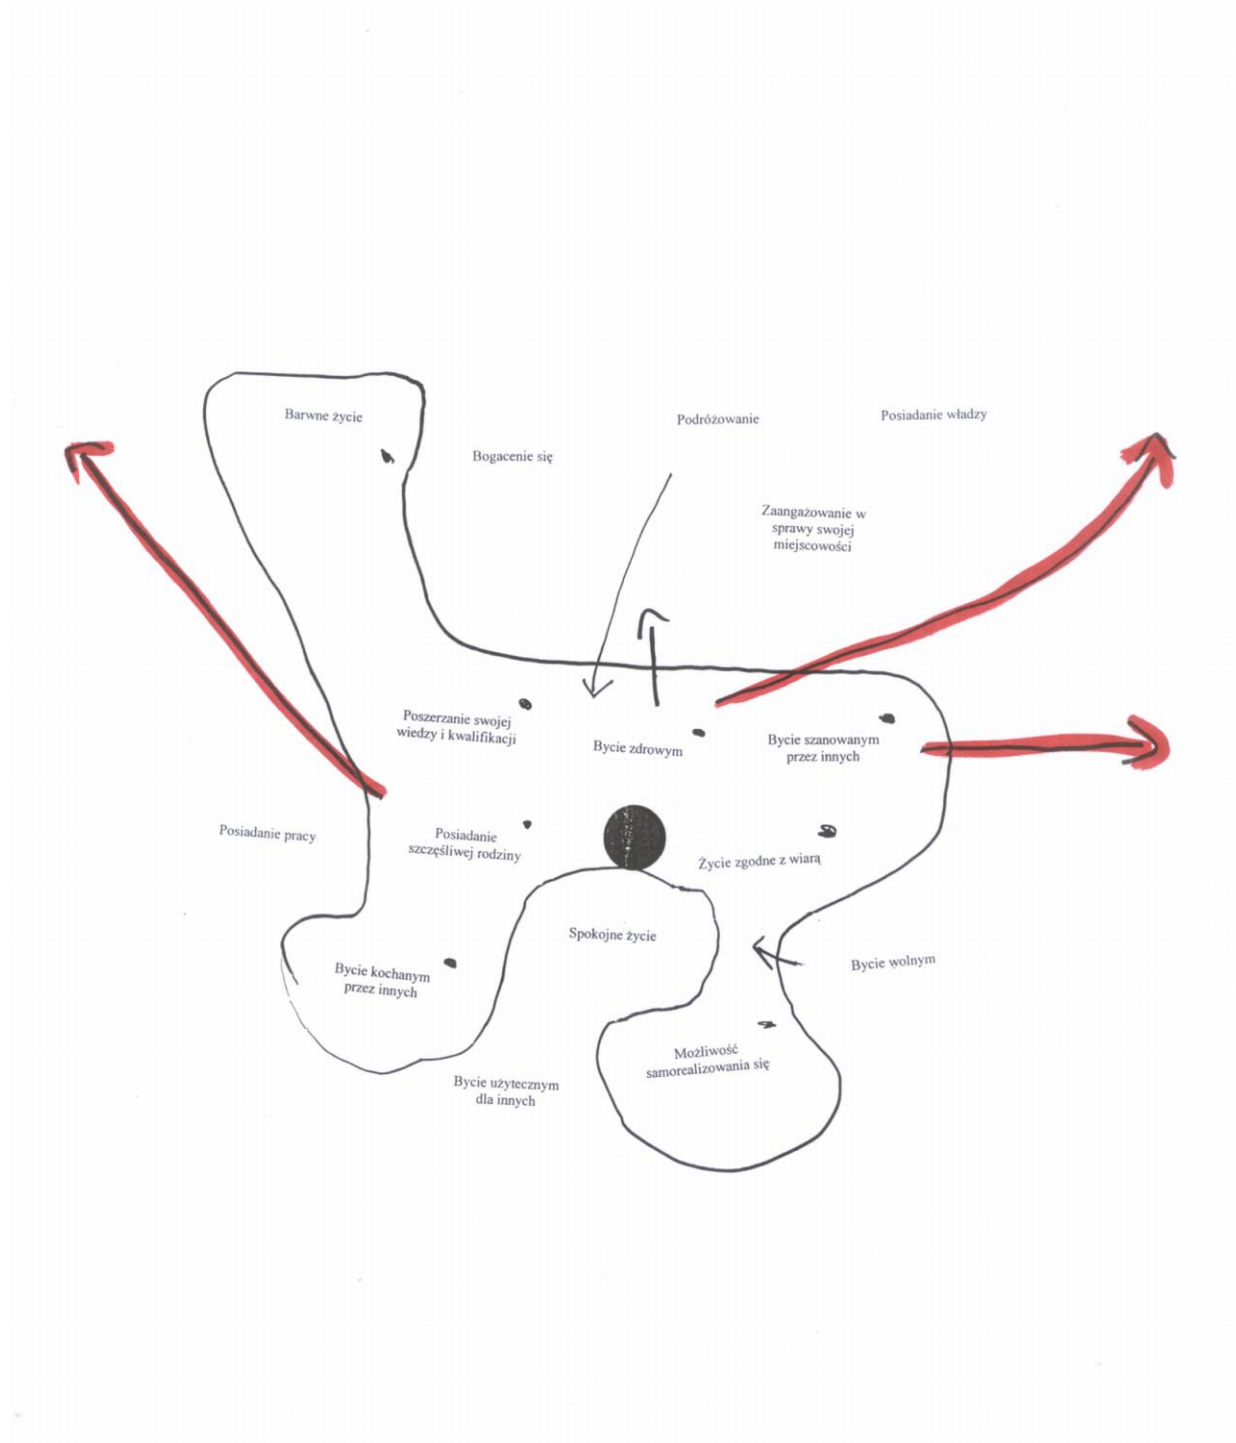 Barwne życie
Bogacenie się
Podróżowanie
Posiadanie władzy
Zaangażowanie w
sprawy swojej
miejscowości
Poszerzanie swojej
wiedzy i kwalifikacji
Bycie zdrowym
Bycie szanowanym
przez innych
Posiadanie pracy
Posiadanie
szczęśliwej rodziny
Życie zgodne z wiarą
Spokojne życie
Bycie wolnym
Bycie kochanym
przez innych
Możliwość
samorealizowania się
Bycie użytecznym
dla innych